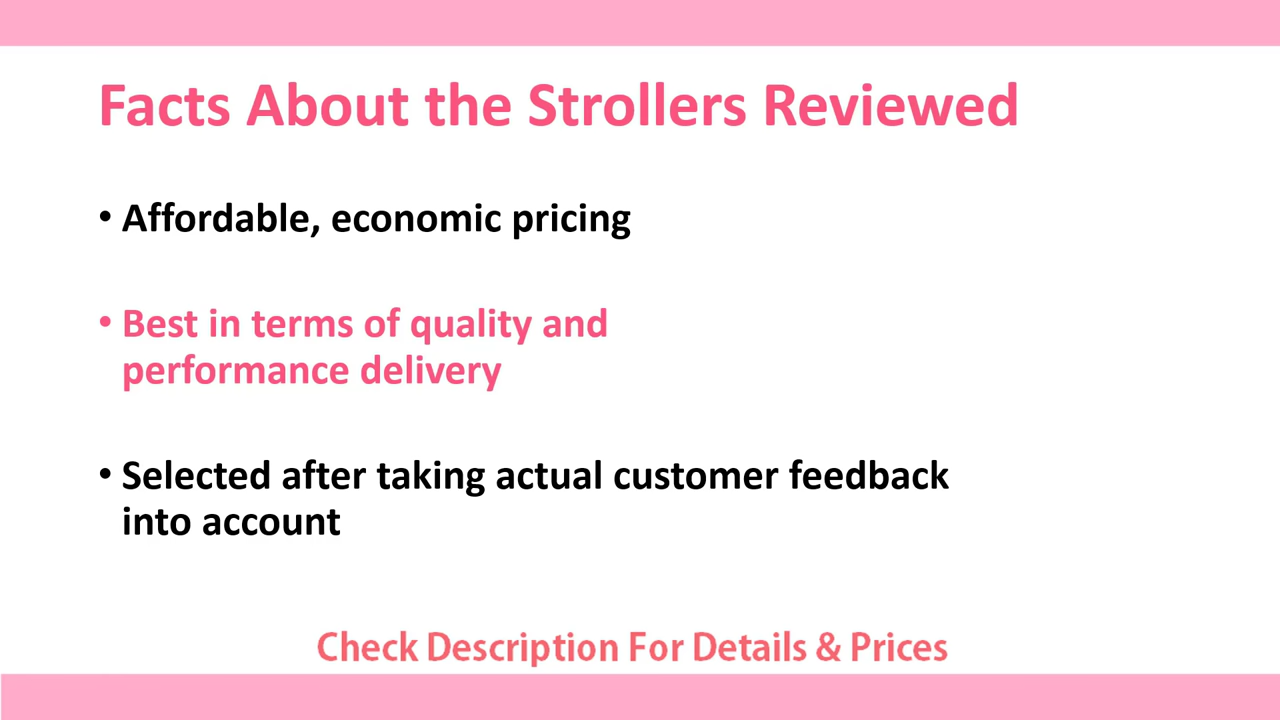 Facts About the Strollers Reviewed
• Affordable, economic pricing
• Best in terms of quality and
performance delivery
• Selected after taking actual customer feedback
into account
Check Description For Details & Prices